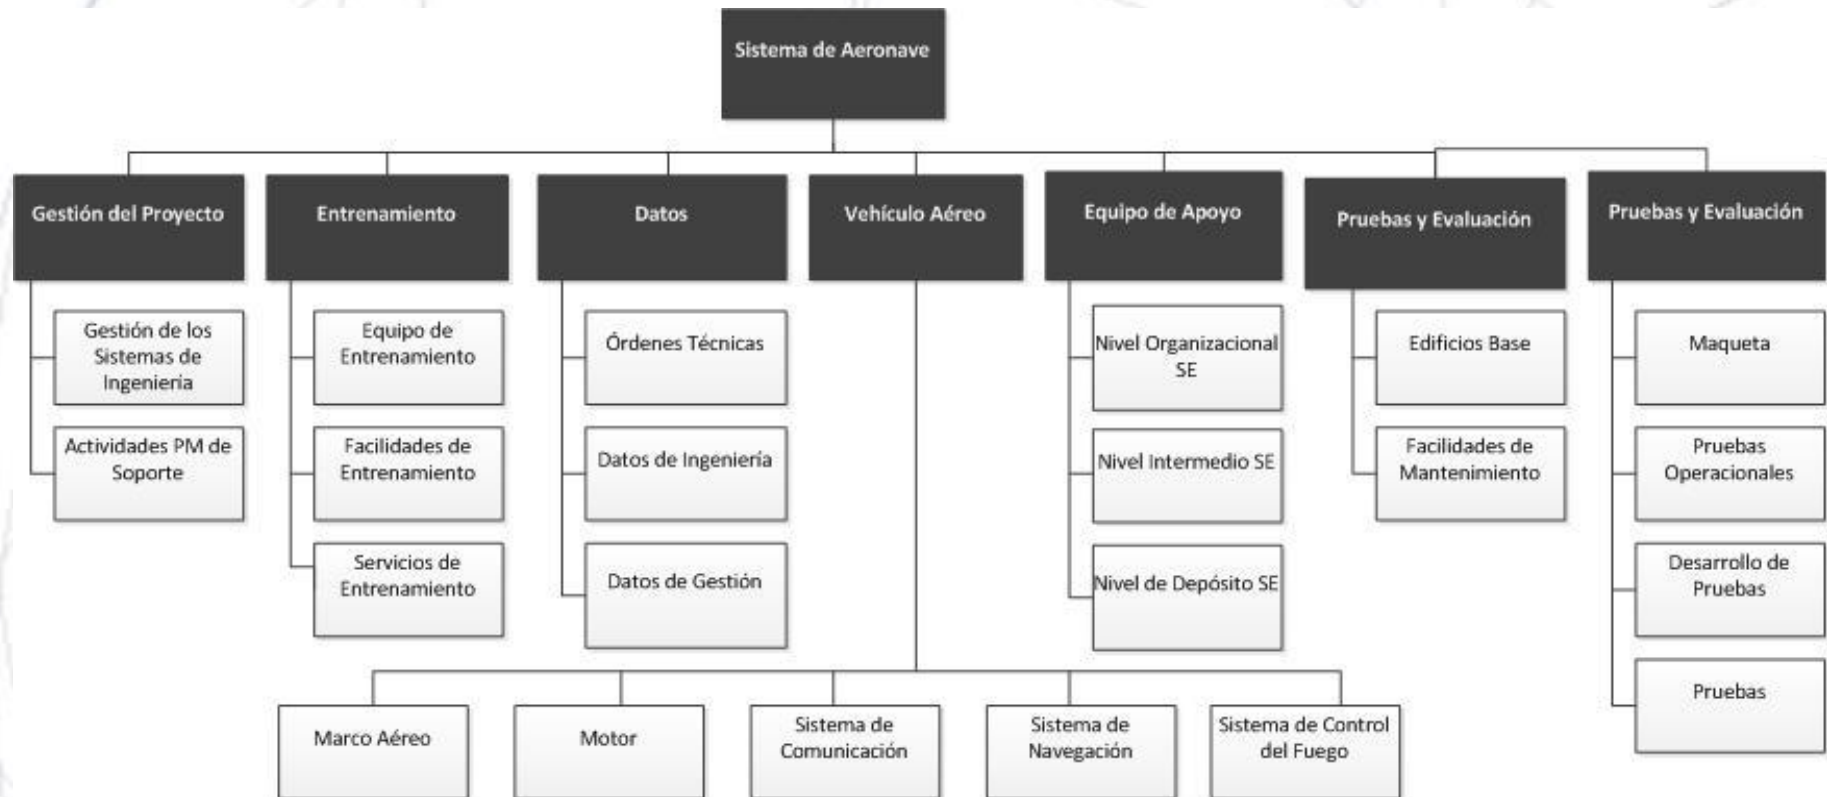 Sistema de Aeronave
Gestión del Proyecto
Entrenamiento
Datos
Vehículo Aéreo
Equipo de Apoyo
Pruebas y Evaluación
Pruebas y Evaluación
Gestión de los
Sistemas de
Ingeniería
Actividades PM de
Soporte
Equipo de
Entrenamiento
Facilidades de
Entrenamiento
Servicios de
Entrenamiento
Órdenes Técnicas
Datos de Ingeniería
Datos de Gestión
Nivel Organizacional
SE
Nivel Intermedio SE
Nivel de Depósito SE
Edificios Base
Facilidades de
Mantenimiento
Maqueta
Pruebas
Operacionales
Desarrollo de
Pruebas
Pruebas
Marco Aéreo
Motor
Sistema de
Comunicación
Sistema de
Navegación
Sistema de Control
del Fuego